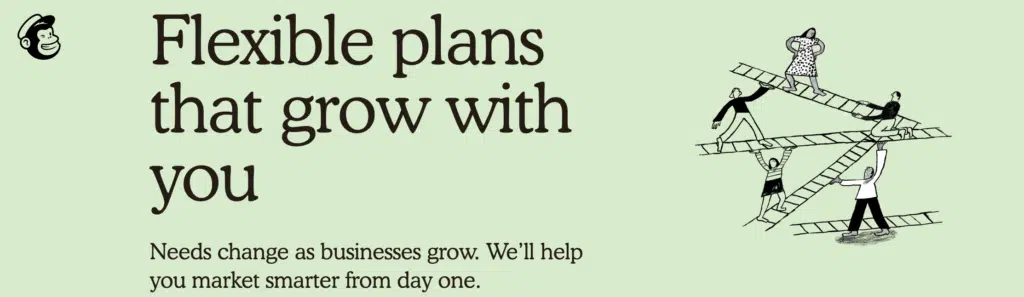 Flexible plans
that grow with
you
Needs change as businesses grow. We’ll help
you market smarter from day one.